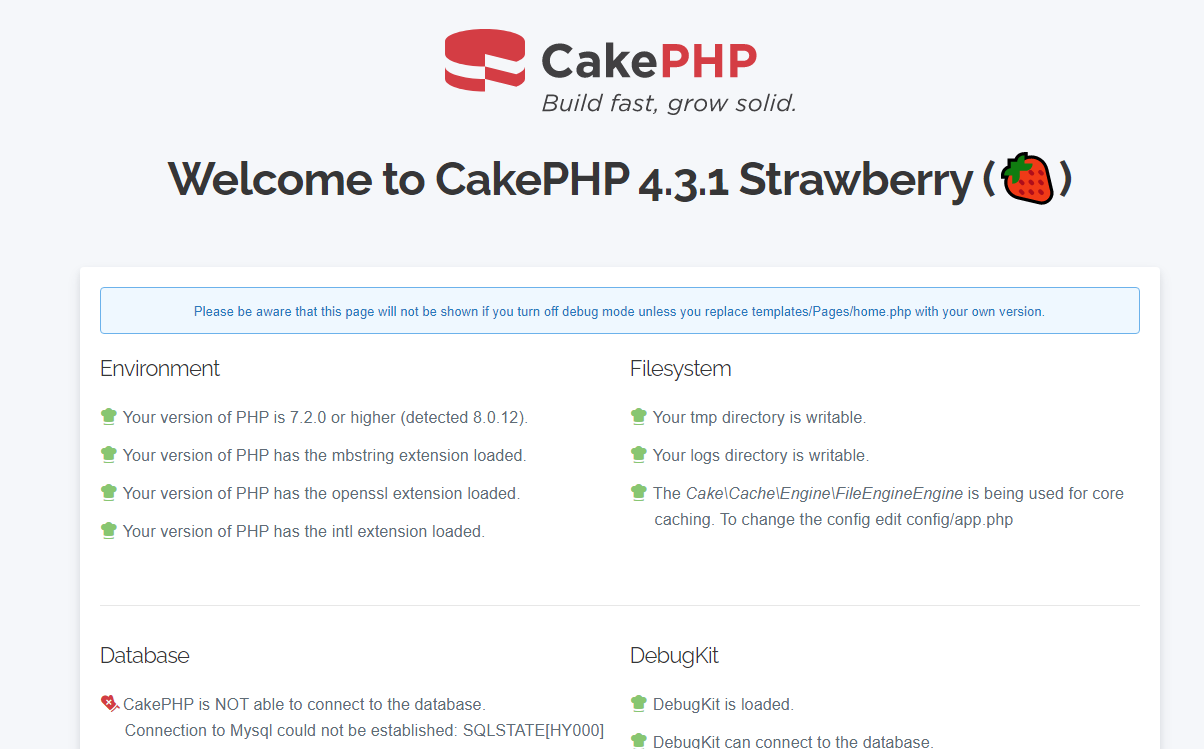 CakePHP
Build fast, grow solid.
Welcome to CakePHP 4.3.1 Strawberry (🍓)
Please be aware that this page will not be shown if you turn off debug mode unless you replace templates/Pages/home.php with your own version.
Environment
Your version of PHP is 7.2.0 or higher (detected 8.0.12).
Your version of PHP has the mbstring extension loaded.
Your version of PHP has the openssl extension loaded.
Your version of PHP has the intl extension loaded.
Filesystem
Your tmp directory is writable.
Your logs directory is writable.
The Cake\Cache\Engine\FileEngineEngine is being used for core
caching. To change the config edit config/app.php
Database
CakePHP is NOT able to connect to the database.
Connection to Mysql could not be established: SQLSTATE[HY000]
DebugKit
DebugKit is loaded.
DebugKit can connect to the database.